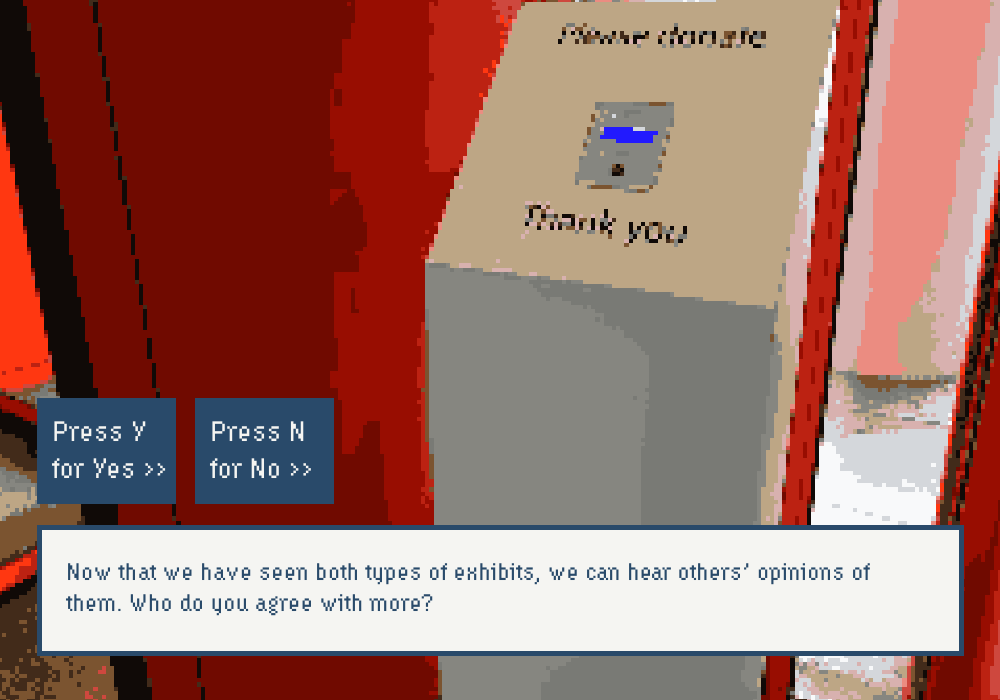 Please donate
Thank you
Press Y
for Yes >>
Press N
for No >>
Now that we have seen both types of exhibits, we can hear others' opinions of
them. Who do you agree with more?